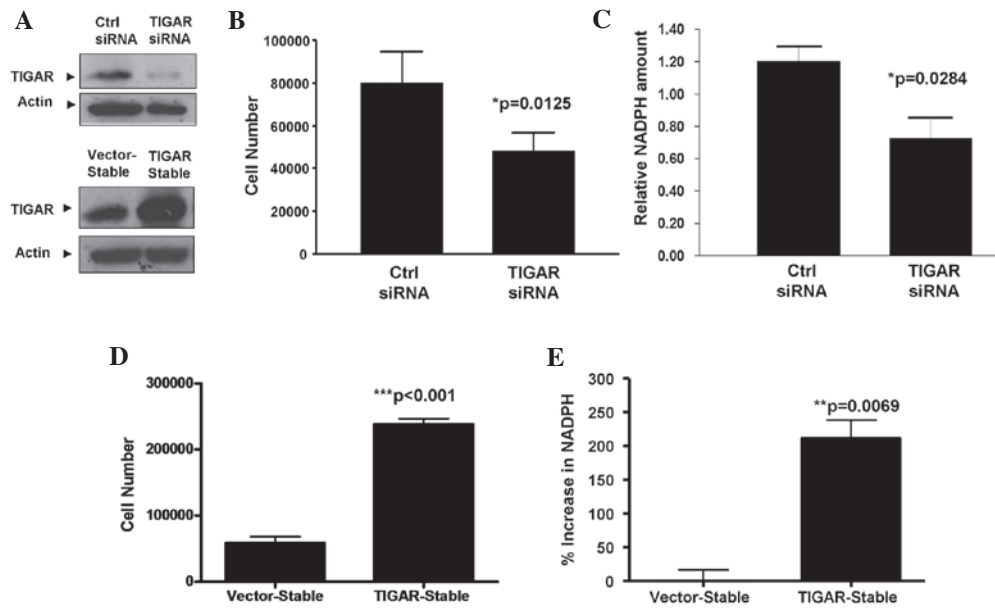 A
Ctrl siRNA
TIGAR siRNA
TIGAR
Actin
Vector-Stable
TIGAR Stable
TIGAR
Actin
B
Cell Number
100000
80000
60000
40000
20000
0
*p=0.0125
Ctrl siRNA
TIGAR siRNA
C
Relative NADPH amount
1.40
1.20
1.00
0.80
0.60
0.40
0.20
0.00
*p=0.0284
Ctrl siRNA
TIGAR siRNA
D
Cell Number
300000
200000
100000
0
***p<0.001
Vector-Stable
TIGAR-Stable
E
% Increase in NADPH
300
250
200
150
100
50
0
**p=0.0069
Vector-Stable
TIGAR-Stable